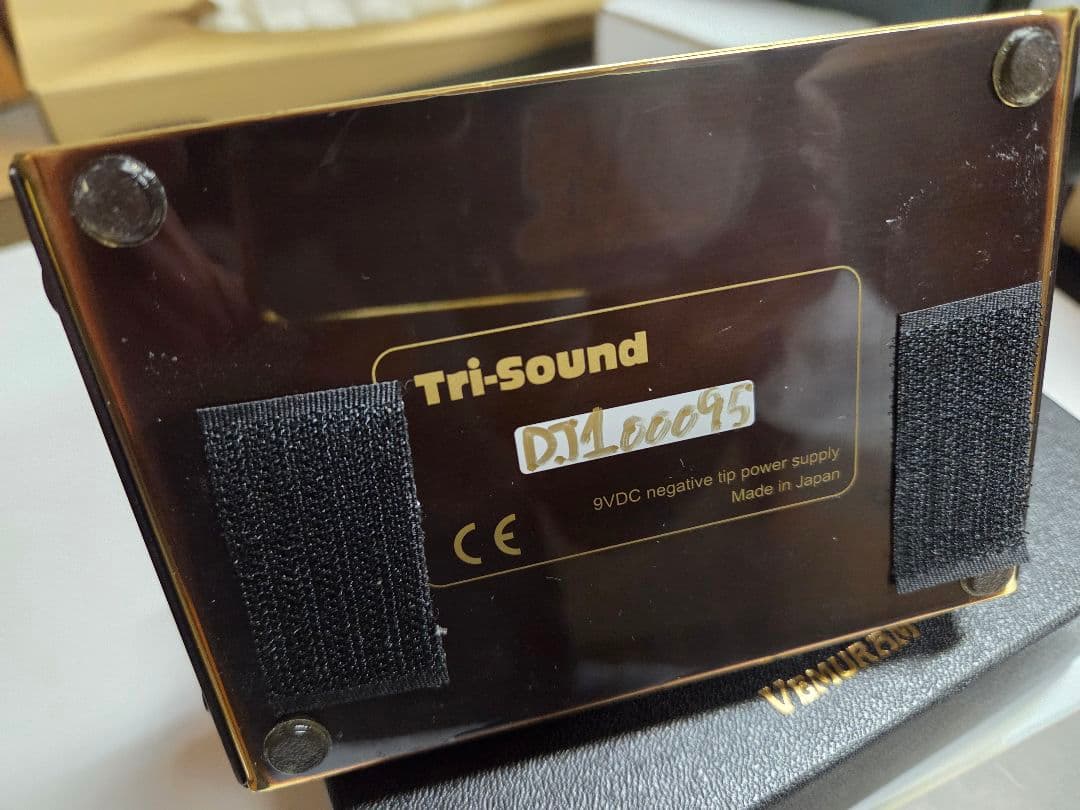 Tri-Sound
DJ100095
9VDC negative tip power supply
Made in Japan
CE
VEMURAM